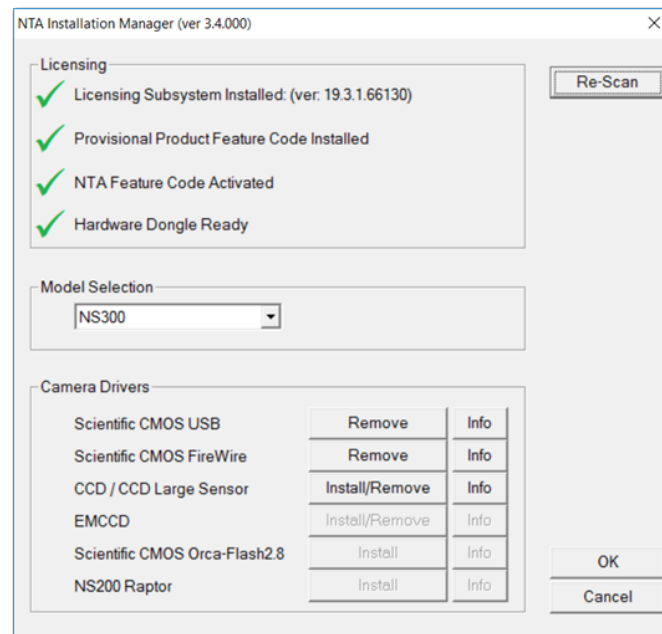 NTA Installation Manager (ver 3.4.000)
Licensing
Re-Scan
Licensing Subsystem Installed: (ver: 19.3.1.66130)
Provisional Product Feature Code Installed
NTA Feature Code Activated
Hardware Dongle Ready
Model Selection
NS300
Camera Drivers
Scientific CMOS USB Remove Info
Scientific CMOS FireWire Remove Info
CCD / CCD Large Sensor Install/Remove Info
EMCCD Install/Remove Info
Scientific CMOS Orca-Flash2.8 Install Info
NS200 Raptor Install Info
OK
Cancel